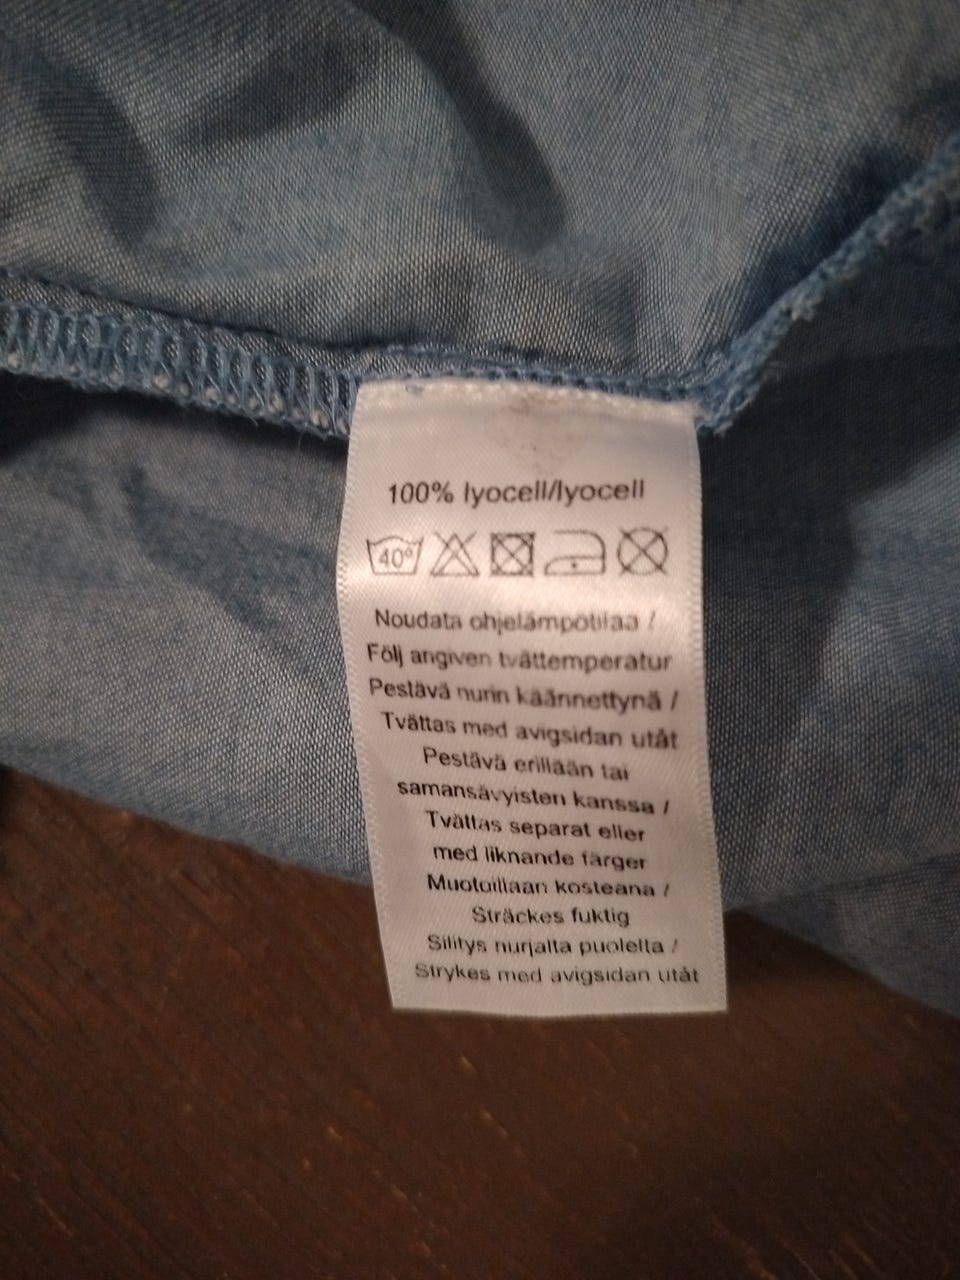 100% lyocell/lyocell
40°
Noudata ohjelämpötilaa /
Följ angiven tvättemperatur
Pestävä nurin käännettynä /
Tvättas med avigsidan utåt
Pestävä erillään tai
samansävyisten kanssa /
Tvättas separat eller
med liknande färger
Muotoillaan kosteana /
Sträckes fuktig
Silitys nurjalta puolelta /
Strykes med avigsidan utåt